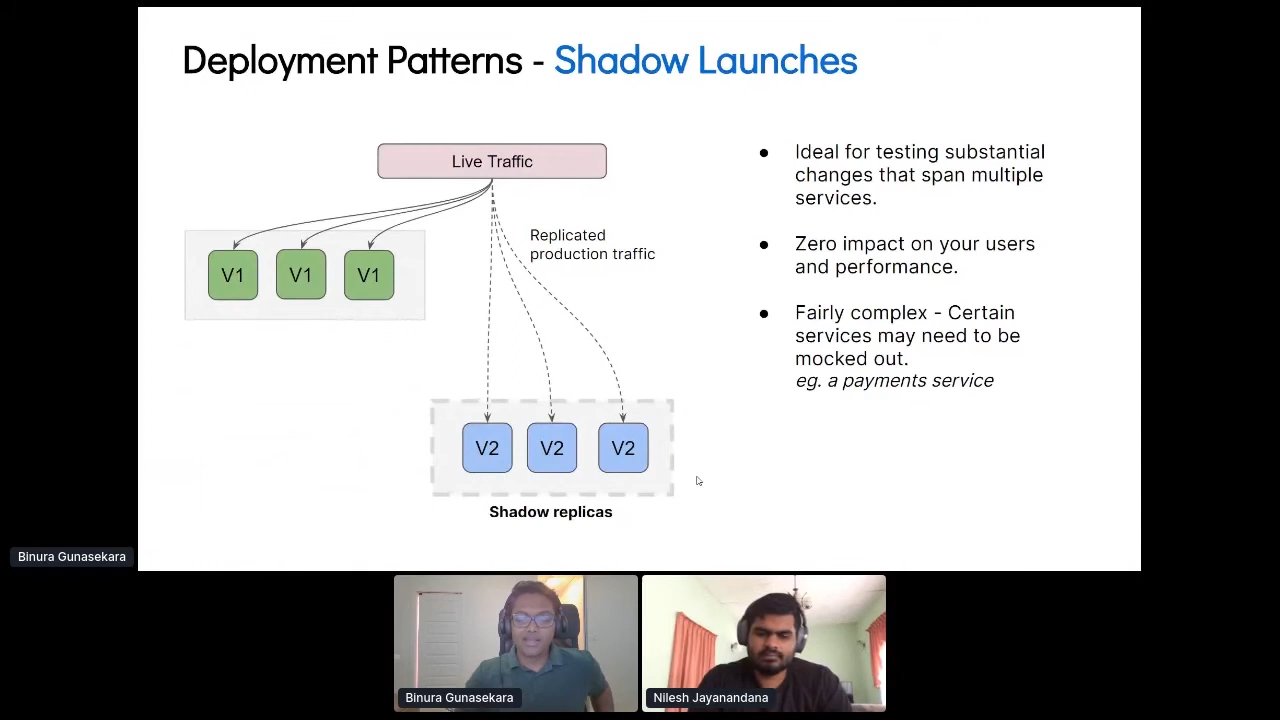 Deployment Patterns - Shadow Launches
Live Traffic
Replicated
production traffic
V1 V1 V1
V2 V2 V2
Shadow replicas
● Ideal for testing substantial
changes that span multiple
services.
● Zero impact on your users
and performance.
● Fairly complex - Certain
services may need to be
mocked out.
eg. a payments service
Binura Gunasekara
Binura Gunasekara
Nilesh Jayanandana